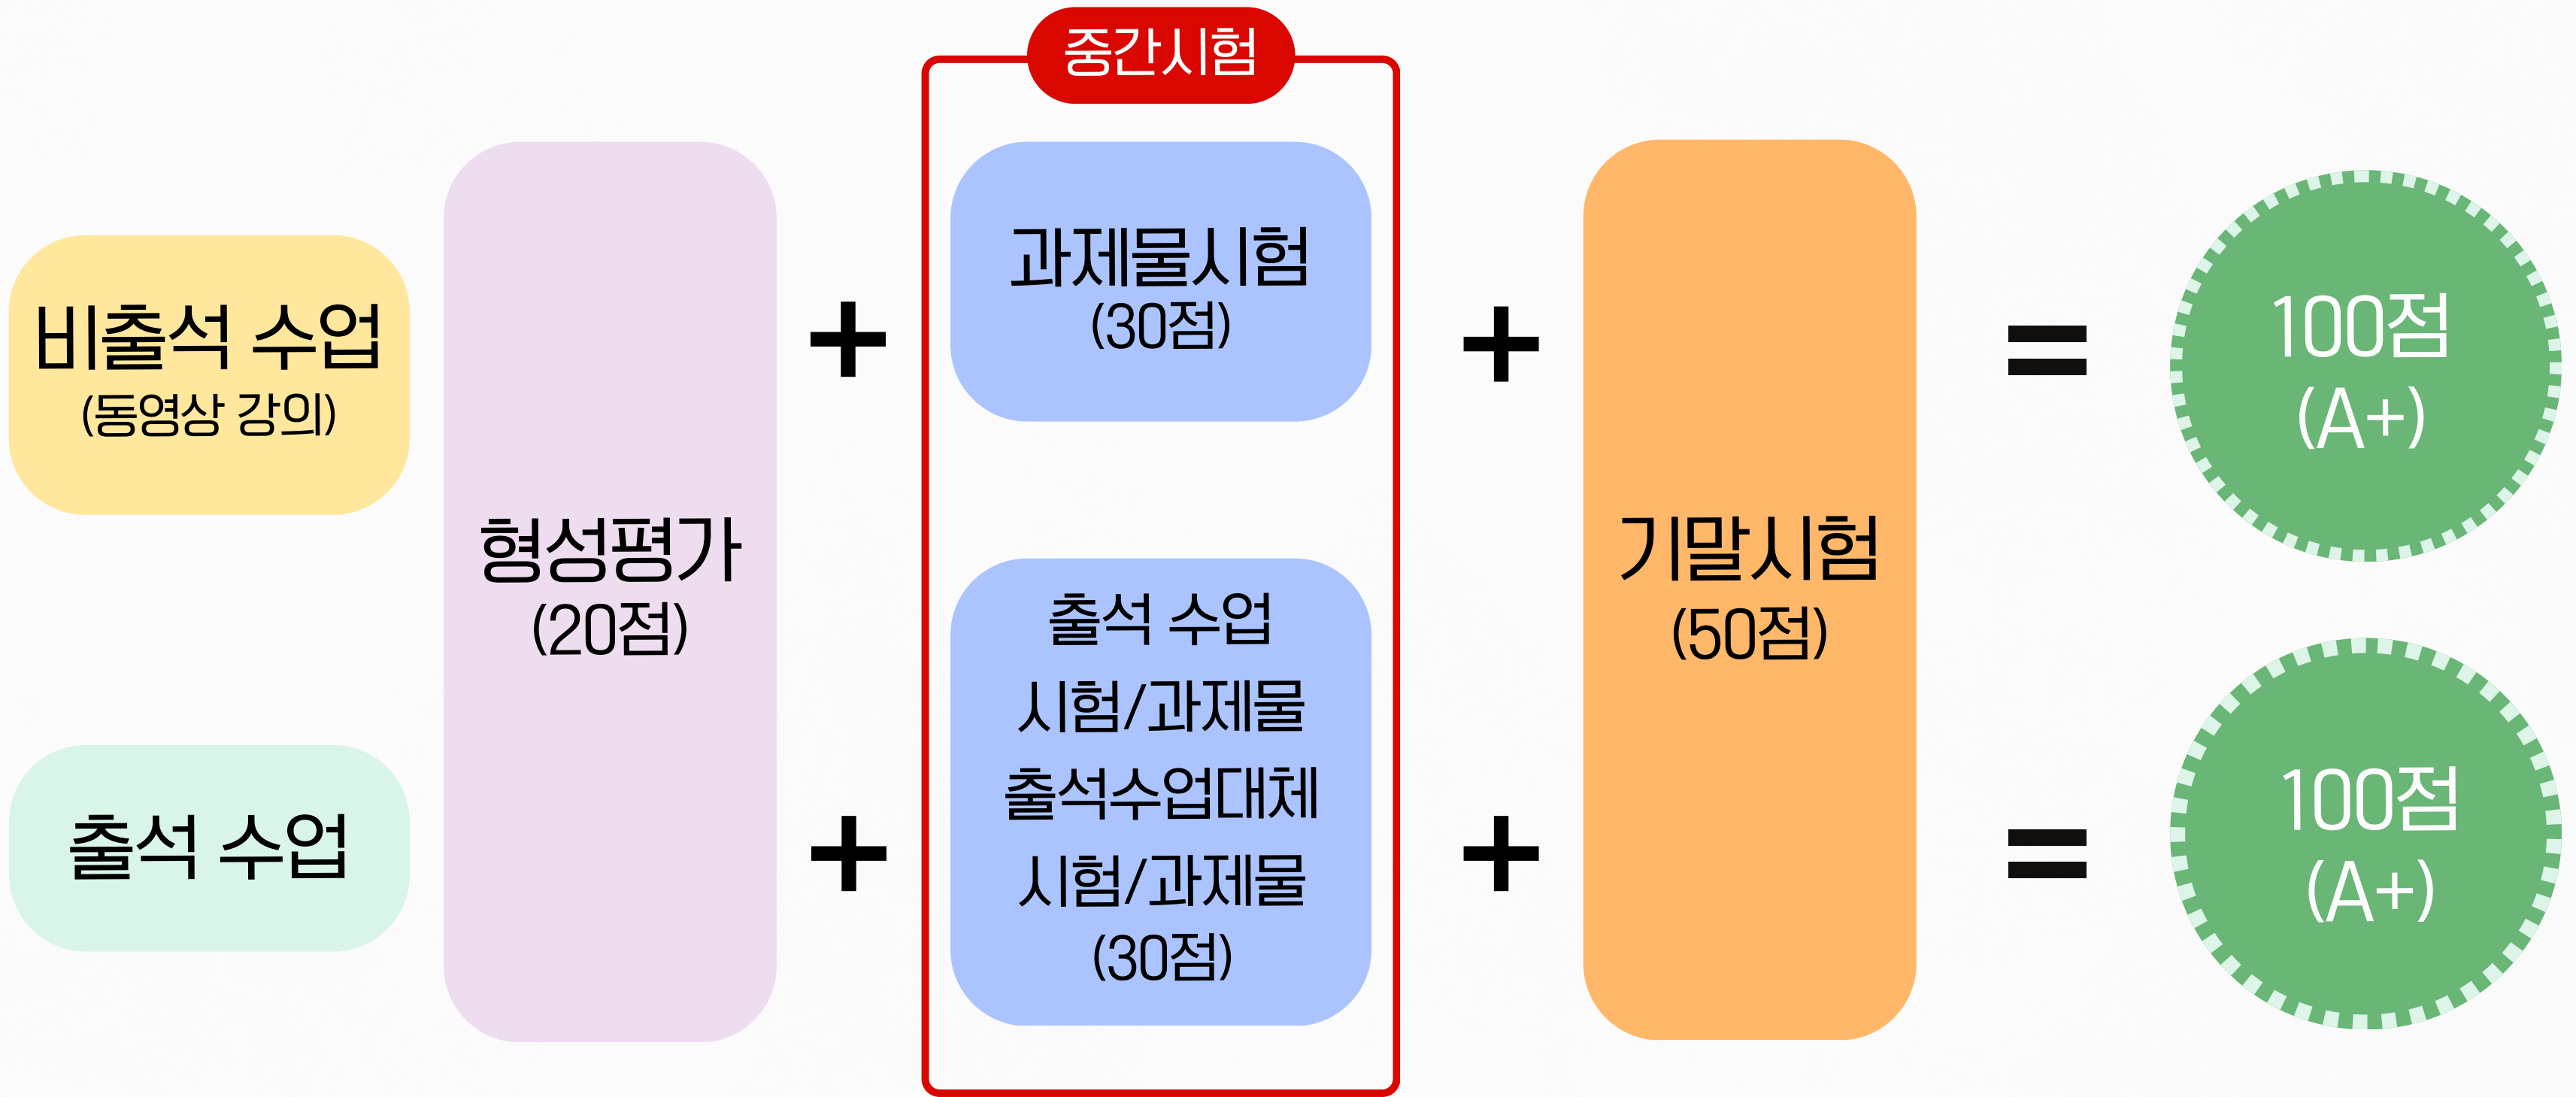 중간시험
비출석 수업
(동영상 강의)
출석 수업
형성평가
(20점)
+
+
과제물시험
(30점)
출석 수업
시험/과제물
출석수업대체
시험/과제물
(30점)
+
+
기말시험
(50점)
=
=
100점
(A+)
100점
(A+)